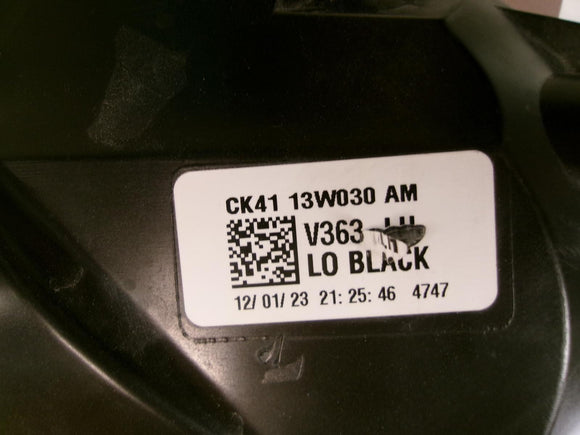 CK41 13W030 AM
V363
LO BLACK
12/ 01/ 23 21: 25: 46 4747